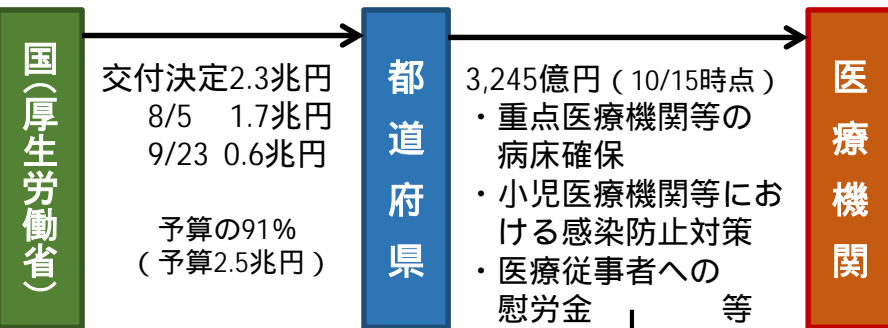 国（厚生労働省）
交付決定2.3兆円
8/5 1.7兆円
9/23 0.6兆円
予算の91％
（予算2.5兆円）
都道府県
3,245億円（10/15時点）
・重点医療機関等の
病床確保
・小児医療機関等にお
ける感染防止対策
・医療従事者への
慰労金 等
医療機関